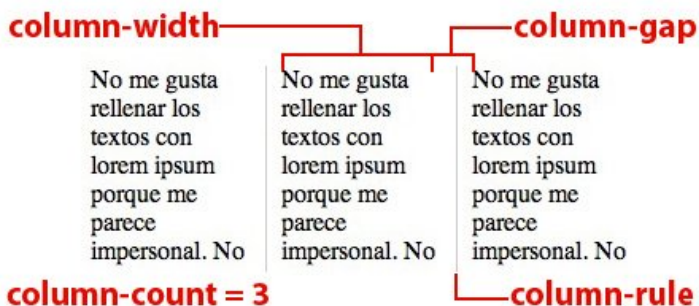 column-width column-gap
No me gusta No me gusta No me gusta
rellenar los rellenar los rellenar los
textos con textos con textos con
lorem ipsum lorem ipsum lorem ipsum
porque me porque me porque me
parece parece parece
impersonal. No impersonal. No impersonal. No
column-count = 3 column-rule